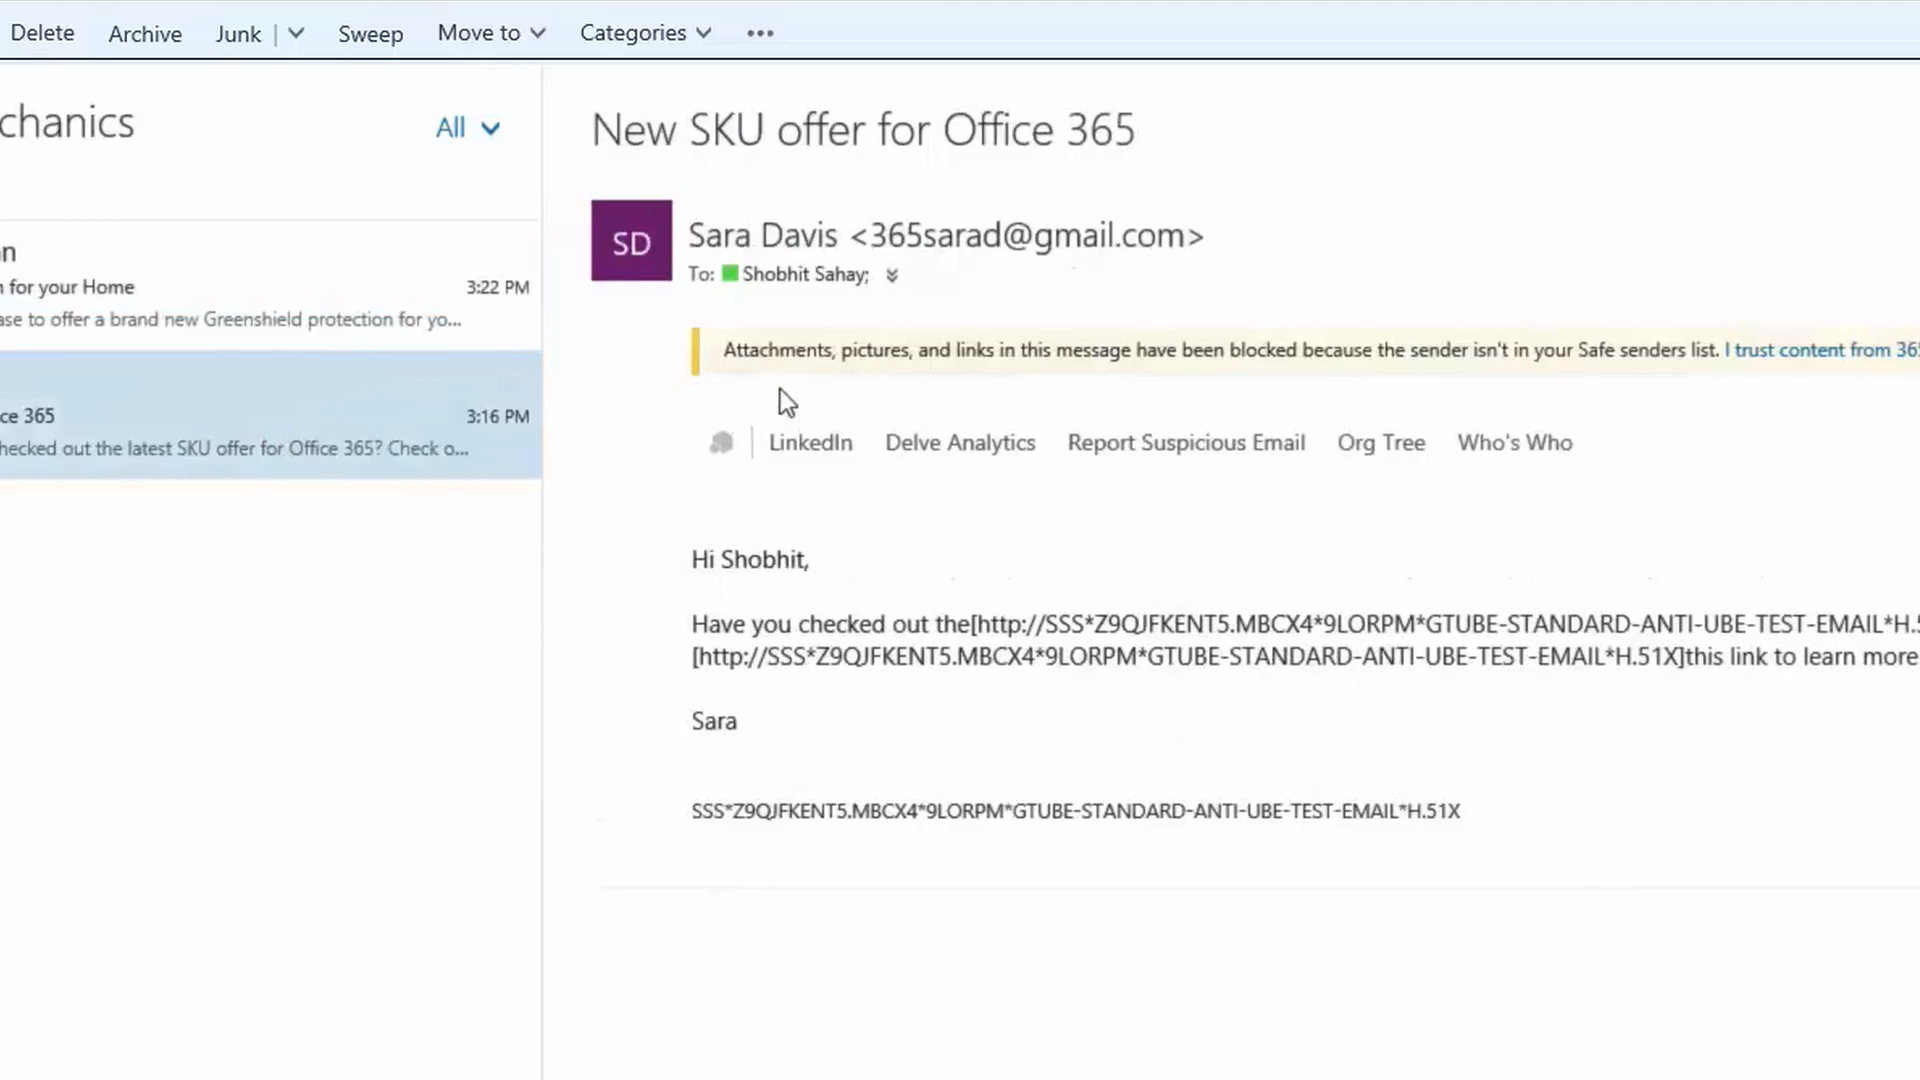 Delete Archive Junk Sweep Move to Categories
chanics
All
New SKU offer for Office 365
SD
Sara Davis <365sarad@gmail.com>
To: Shobhit Sahay;
n
n for your Home 3:22 PM
ase to offer a brand new Greenshield protection for yo...
ce 365 3:16 PM
hecked out the latest SKU offer for Office 365? Check o...
Attachments, pictures, and links in this message have been blocked because the sender isn't in your Safe senders list. I trust content from 365
LinkedIn Delve Analytics Report Suspicious Email Org Tree Who's Who
Hi Shobhit,
Have you checked out the[http://SSS*Z9QJFKENT5.MBCX4*9LORPM*GTUBE-STANDARD-ANTI-UBE-TEST-EMAIL*H.5
[http://SSS*Z9QJFKENT5.MBCX4*9LORPM*GTUBE-STANDARD-ANTI-UBE-TEST-EMAIL*H.51X]this link to learn more
Sara
SSS*Z9QJFKENT5.MBCX4*9LORPM*GTUBE-STANDARD-ANTI-UBE-TEST-EMAIL*H.51X